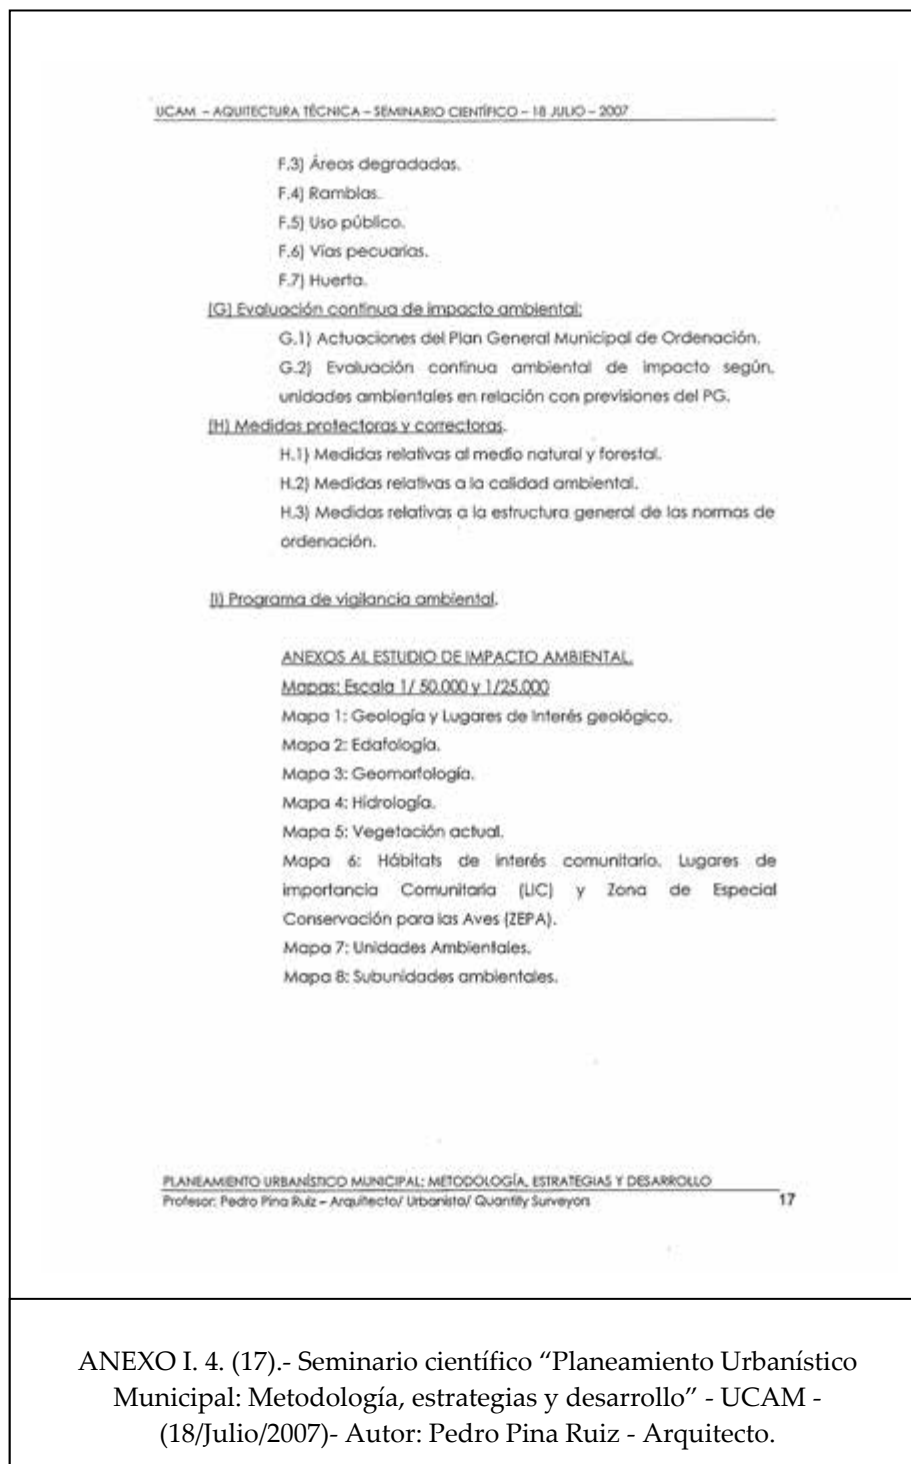 UCAM – AQUITECTURA TÉCNICA – SEMINARIO CIENTÍFICO – 18 JULIO – 2007
F.3) Áreas degradadas.
F.4) Ramblas.
F.5) Uso público.
F.6) Vías pecuarias.
F.7) Huerta.
(G) Evaluación continua de impacto ambiental:
G.1) Actuaciones del Plan General Municipal de Ordenación.
G.2) Evaluación continua ambiental de impacto según,
unidades ambientales en relación con previsiones del PG.
(H) Medidas protectoras y correctoras.
H.1) Medidas relativas al medio natural y forestal.
H.2) Medidas relativas a la calidad ambiental.
H.3) Medidas relativas a la estructura general de las normas de
ordenación.
(I) Programa de vigilancia ambiental.
ANEXOS AL ESTUDIO DE IMPACTO AMBIENTAL.
Mapas: Escala 1/ 50.000 y 1/25.000
Mapa 1: Geología y Lugares de Interés geológico.
Mapa 2: Edafología.
Mapa 3: Geomorfología.
Mapa 4: Hidrología.
Mapa 5: Vegetación actual.
Mapa 6: Hábitats de interés comunitario. Lugares de
importancia Comunitaria (LIC) y Zona de Especial
Conservación para las Aves (ZEPA).
Mapa 7: Unidades Ambientales.
Mapa 8: Subunidades ambientales.
PLANEAMIENTO URBANÍSTICO MUNICIPAL: METODOLOGÍA, ESTRATEGIAS Y DESARROLLO
Profesor: Pedro Pina Ruiz – Arquitecto/ Urbanista/ Quantity Surveyors 17
ANEXO I. 4. (17).- Seminario científico “Planeamiento Urbanístico
Municipal: Metodología, estrategias y desarrollo” - UCAM -
(18/Julio/2007)- Autor: Pedro Pina Ruiz - Arquitecto.